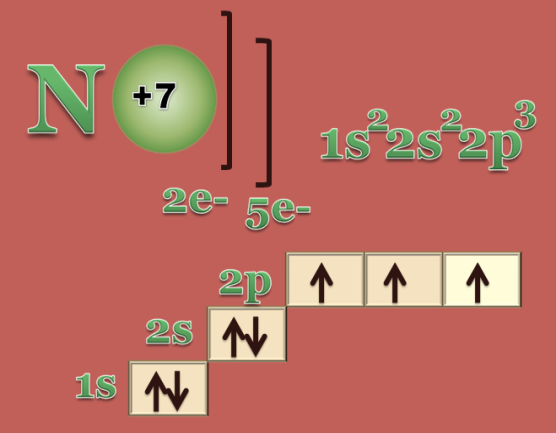 N +7
1s²2s²2p³
2e- 5e-
2p
2s
1s